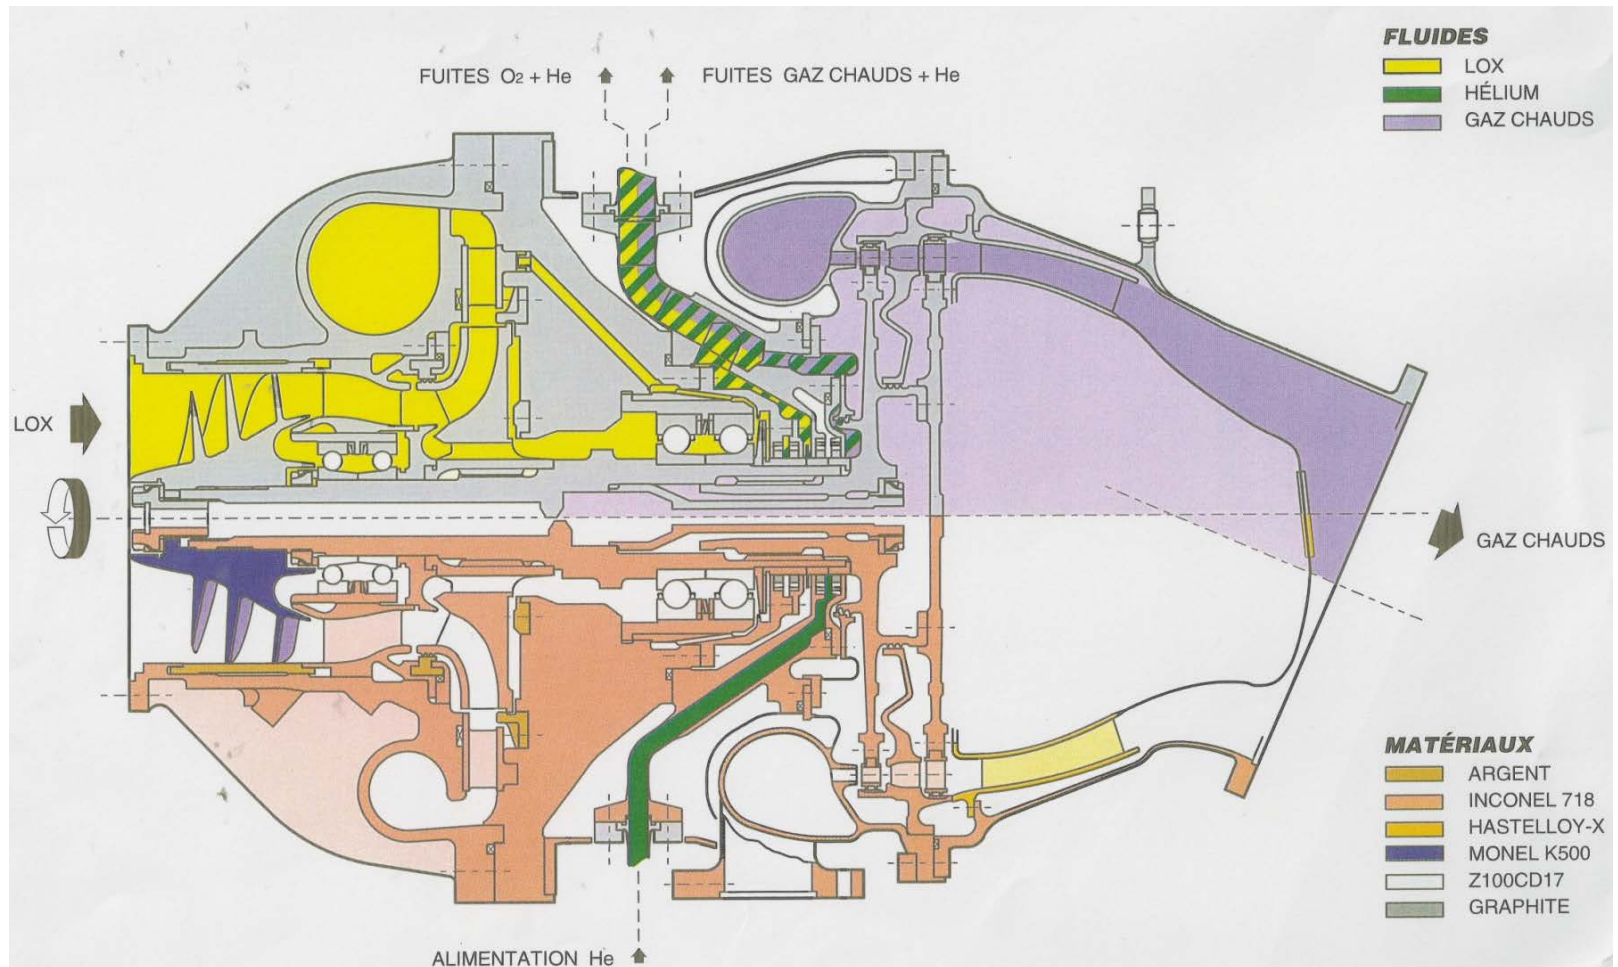 FLUIDES
LOX
HÉLIUM
GAZ CHAUDS
FUITES O2 + He
FUITES GAZ CHAUDS + He
LOX
GAZ CHAUDS
MATÉRIAUX
ARGENT
INCONEL 718
HASTELLOY-X
MONEL K500
Z100CD17
GRAPHITE
ALIMENTATION He